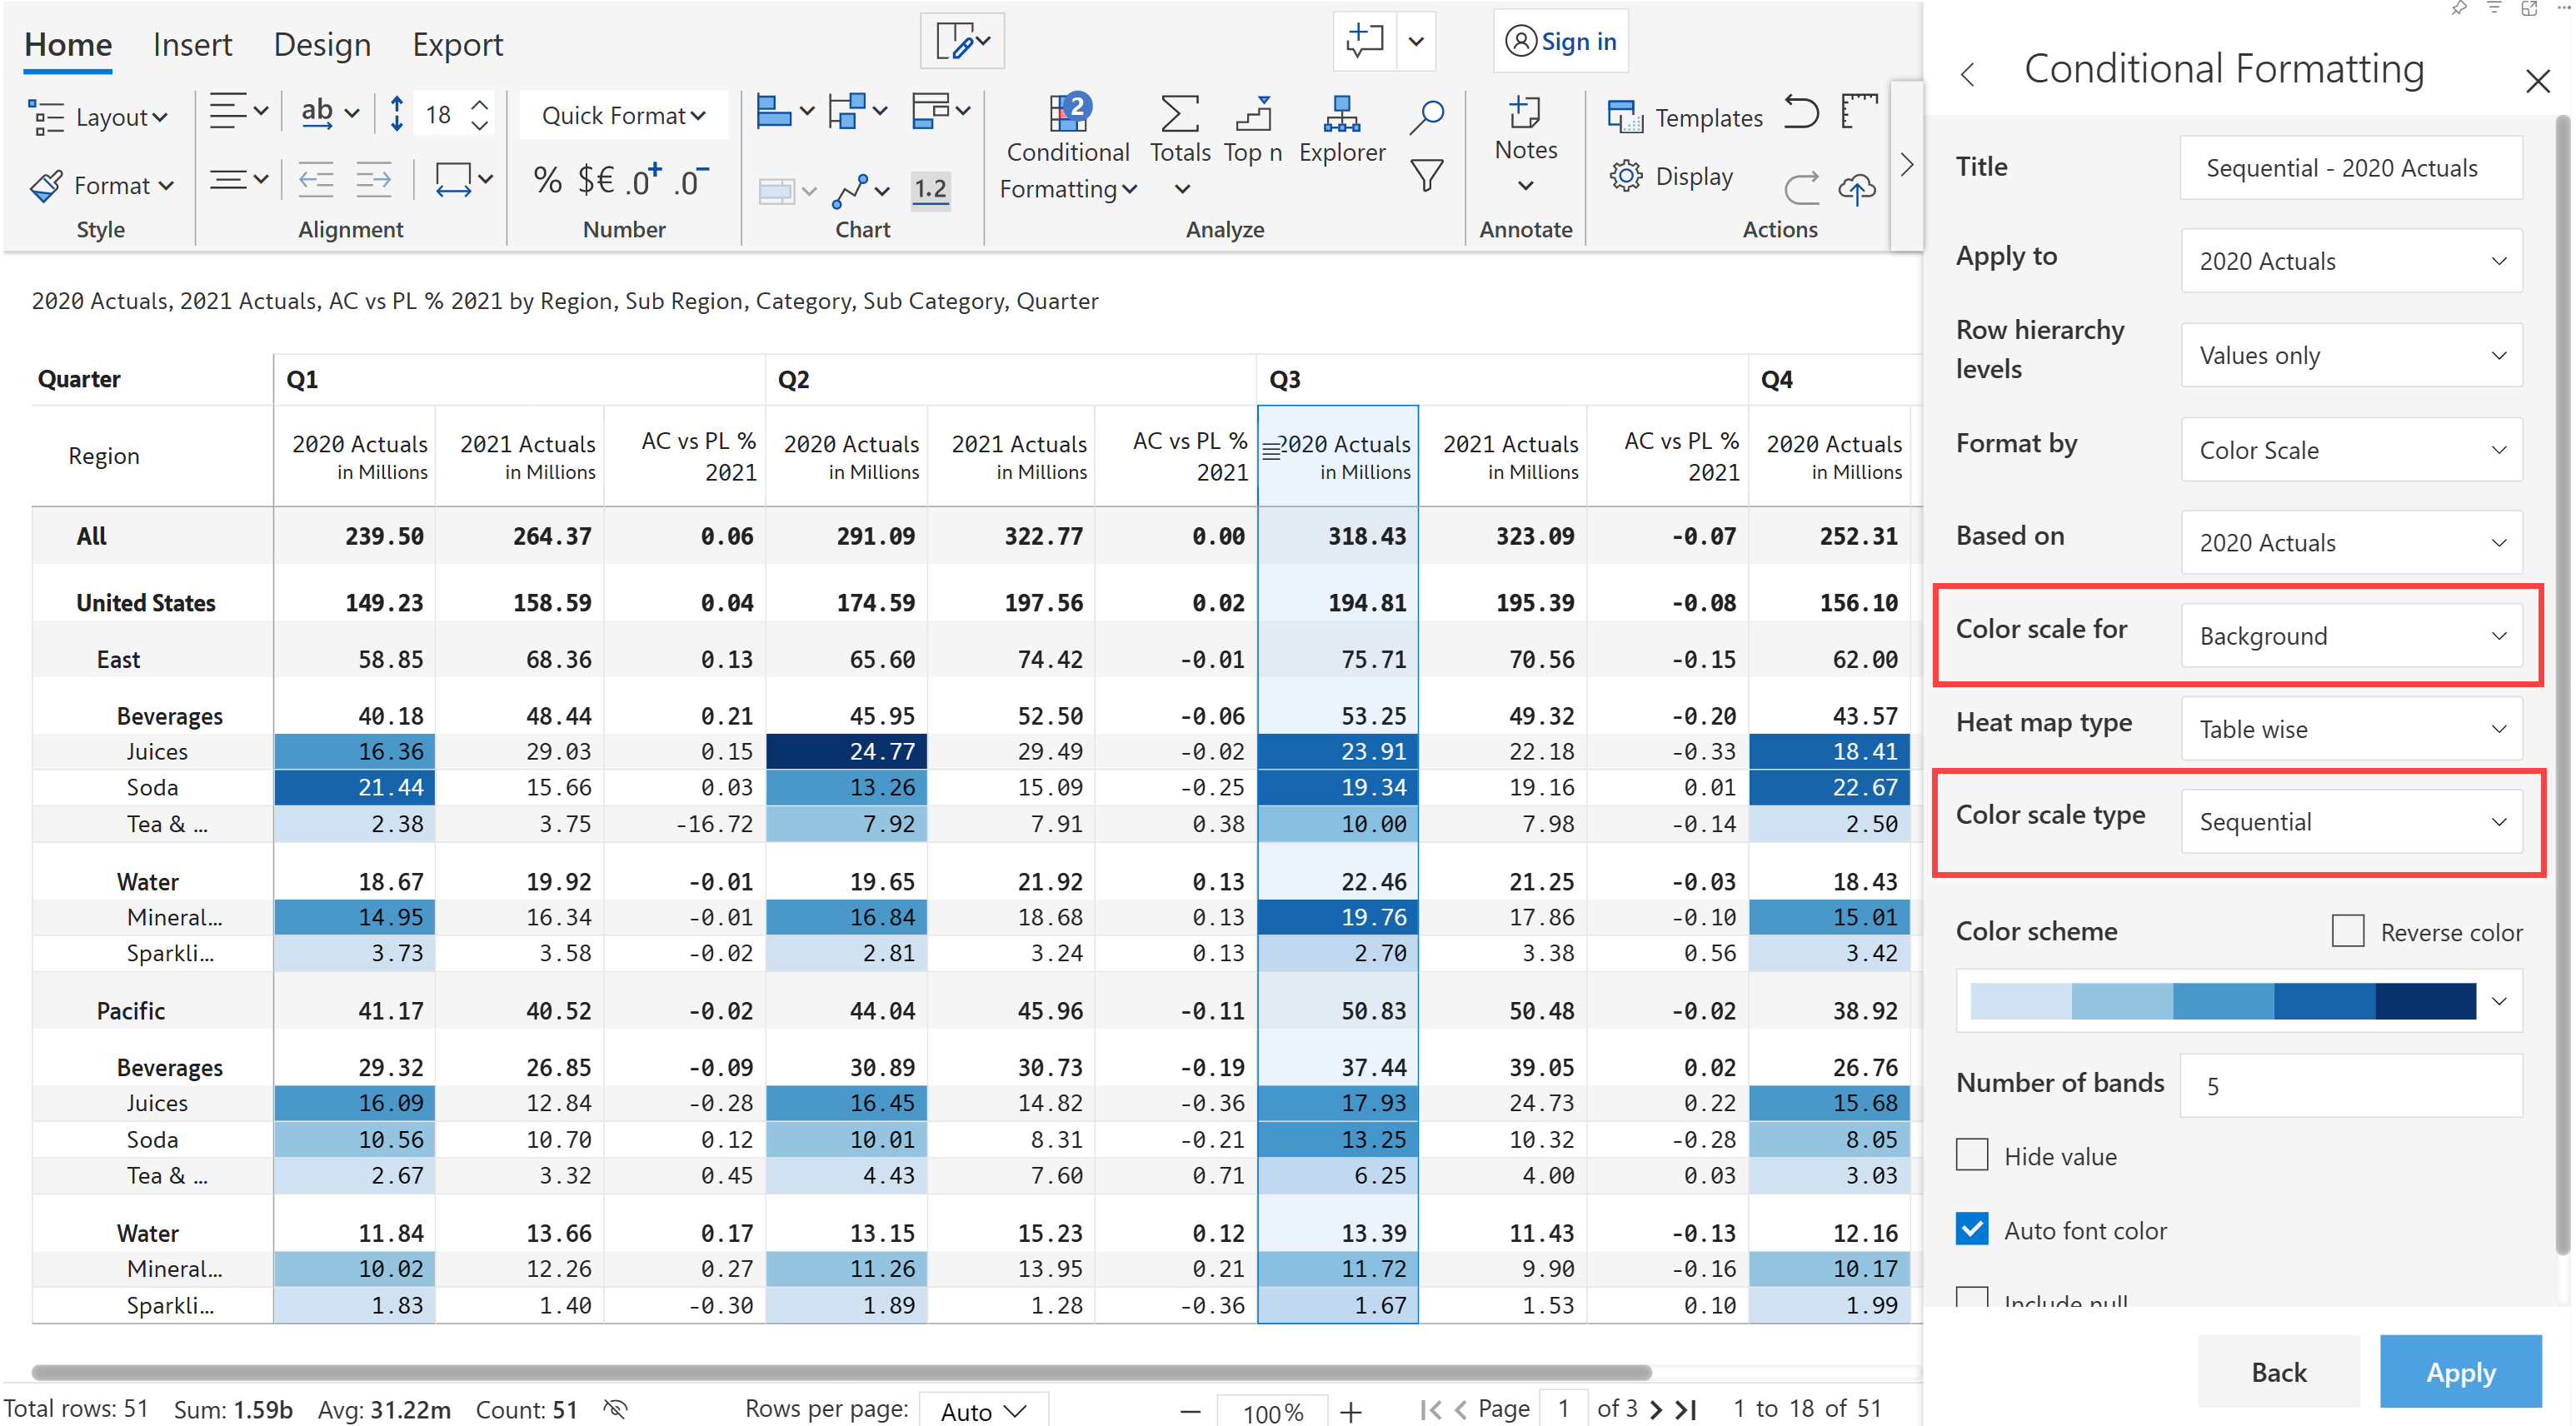 Home Insert Design Export Sign in
Layout ab 18 Quick Format 2 Templates
Conditional Totals Top n Explorer Notes
Format % $€ .0+ .0- 1.2 Formatting Display
Style Alignment Number Chart Analyze Annotate Actions
2020 Actuals, 2021 Actuals, AC vs PL % 2021 by Region, Sub Region, Category, Sub Category, Quarter
Quarter Q1 Q2 Q3 Q4
Region 2020 Actuals 2021 Actuals AC vs PL % 2020 Actuals 2021 Actuals AC vs PL % 2020 Actuals 2021 Actuals AC vs PL % 2020 Actuals
in Millions in Millions 2021 in Millions in Millions 2021 in Millions in Millions 2021 in Millions
All 239.50 264.37 0.06 291.09 322.77 0.00 318.43 323.09 -0.07 252.31
United States 149.23 158.59 0.04 174.59 197.56 0.02 194.81 195.39 -0.08 156.10
East 58.85 68.36 0.13 65.60 74.42 -0.01 75.71 70.56 -0.15 62.00
Beverages 40.18 48.44 0.21 45.95 52.50 -0.06 53.25 49.32 -0.20 43.57
Juices 16.36 29.03 0.15 24.77 29.49 -0.02 23.91 22.18 -0.33 18.41
Soda 21.44 15.66 0.03 13.26 15.09 -0.25 19.34 19.16 0.01 22.67
Tea & ... 2.38 3.75 -16.72 7.92 7.91 0.38 10.00 7.98 -0.14 2.50
Water 18.67 19.92 -0.01 19.65 21.92 0.13 22.46 21.25 -0.03 18.43
Mineral... 14.95 16.34 -0.01 16.84 18.68 0.13 19.76 17.86 -0.10 15.01
Sparkli... 3.73 3.58 -0.02 2.81 3.24 0.13 2.70 3.38 0.56 3.42
Pacific 41.17 40.52 -0.02 44.04 45.96 -0.11 50.83 50.48 -0.02 38.92
Beverages 29.32 26.85 -0.09 30.89 30.73 -0.19 37.44 39.05 0.02 26.76
Juices 16.09 12.84 -0.28 16.45 14.82 -0.36 17.93 24.73 0.22 15.68
Soda 10.56 10.70 0.12 10.01 8.31 -0.21 13.25 10.32 -0.28 8.05
Tea & ... 2.67 3.32 0.45 4.43 7.60 0.71 6.25 4.00 0.03 3.03
Water 11.84 13.66 0.17 13.15 15.23 0.12 13.39 11.43 -0.13 12.16
Mineral... 10.02 12.26 0.27 11.26 13.95 0.21 11.72 9.90 -0.16 10.17
Sparkli... 1.83 1.40 -0.30 1.89 1.28 -0.36 1.67 1.53 0.10 1.99
Total rows: 51 Sum: 1.59b Avg: 31.22m Count: 51 Rows per page: Auto 100% Page 1 of 3 1 to 18 of 51
Conditional Formatting
Title Sequential - 2020 Actuals
Apply to 2020 Actuals
Row hierarchy
levels Values only
Format by Color Scale
Based on 2020 Actuals
Color scale for Background
Heat map type Table wise
Color scale type Sequential
Color scheme Reverse color
Number of bands 5
Hide value
Auto font color
Include null
Back Apply